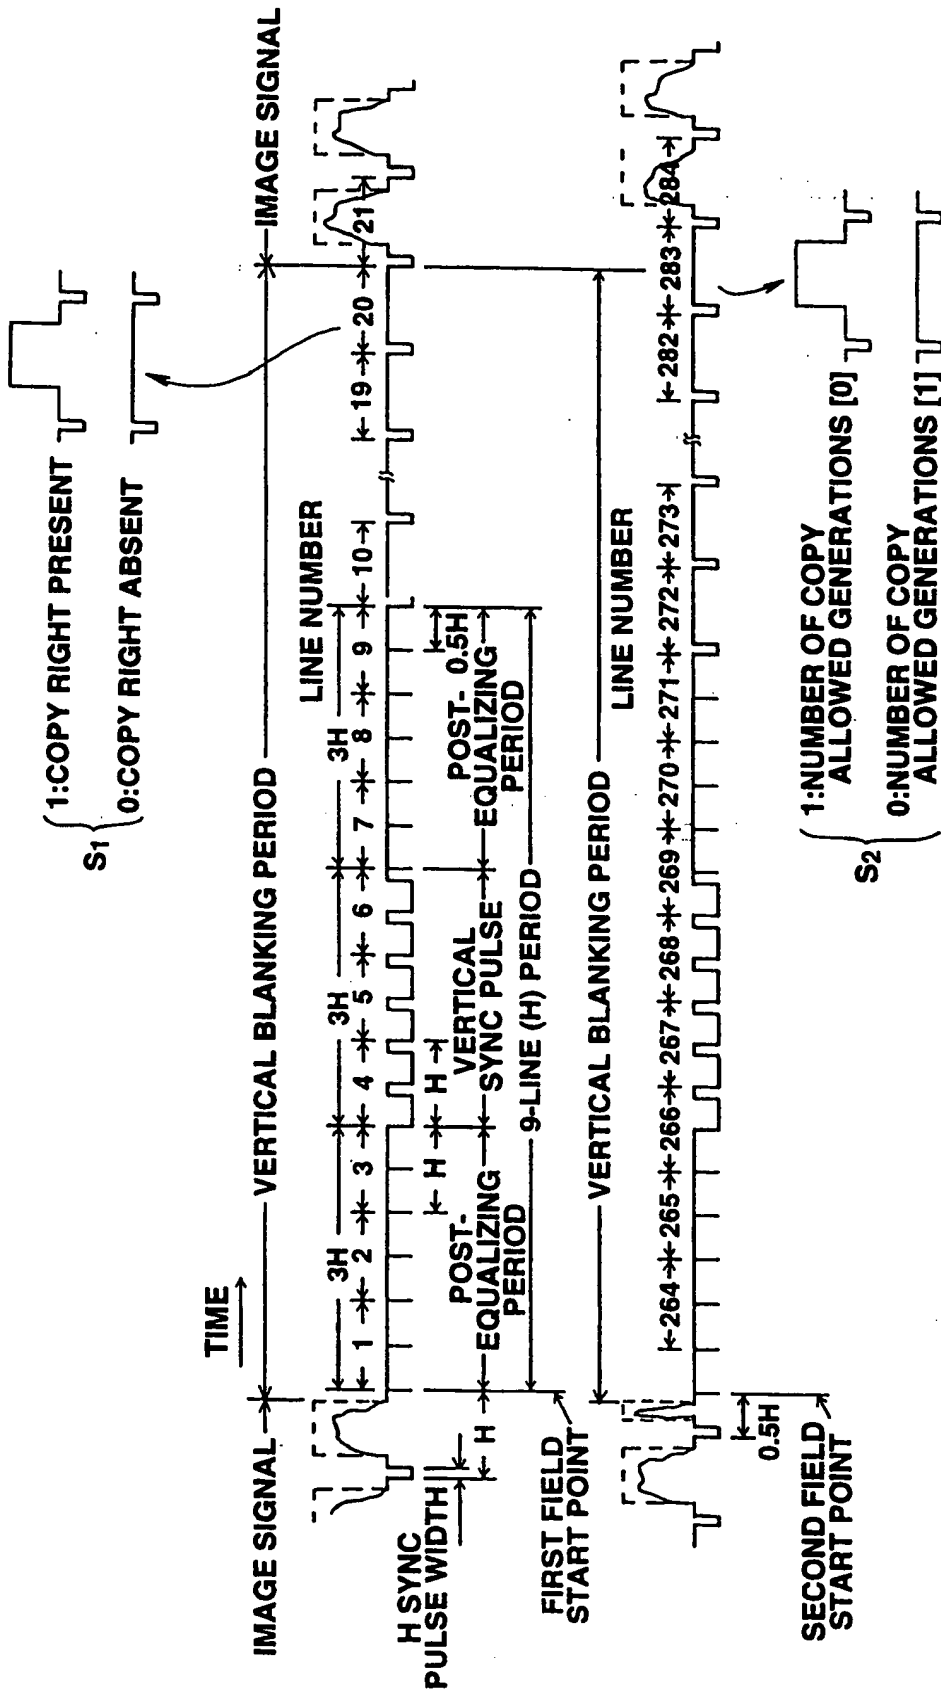 1:COPY RIGHT PRESENT
S1
0:COPY RIGHT ABSENT
TIME
IMAGE SIGNAL
VERTICAL BLANKING PERIOD
IMAGE SIGNAL
LINE NUMBER
3H
3H
3H
1 2 3 4 5 6 7 8 9 10 19 20 21
H SYNC
PULSE WIDTH
H
H
H
0.5H
POST-
EQUALIZING
PERIOD
VERTICAL
SYNC PULSE
POST-
EQUALIZING
PERIOD
9-LINE (H) PERIOD
FIRST FIELD
START POINT
VERTICAL BLANKING PERIOD
LINE NUMBER
264 265 266 267 268 269 270 271 272 273 282 283 284
0.5H
SECOND FIELD
START POINT
S2
1:NUMBER OF COPY
ALLOWED GENERATIONS [0]
0:NUMBER OF COPY
ALLOWED GENERATIONS [1]